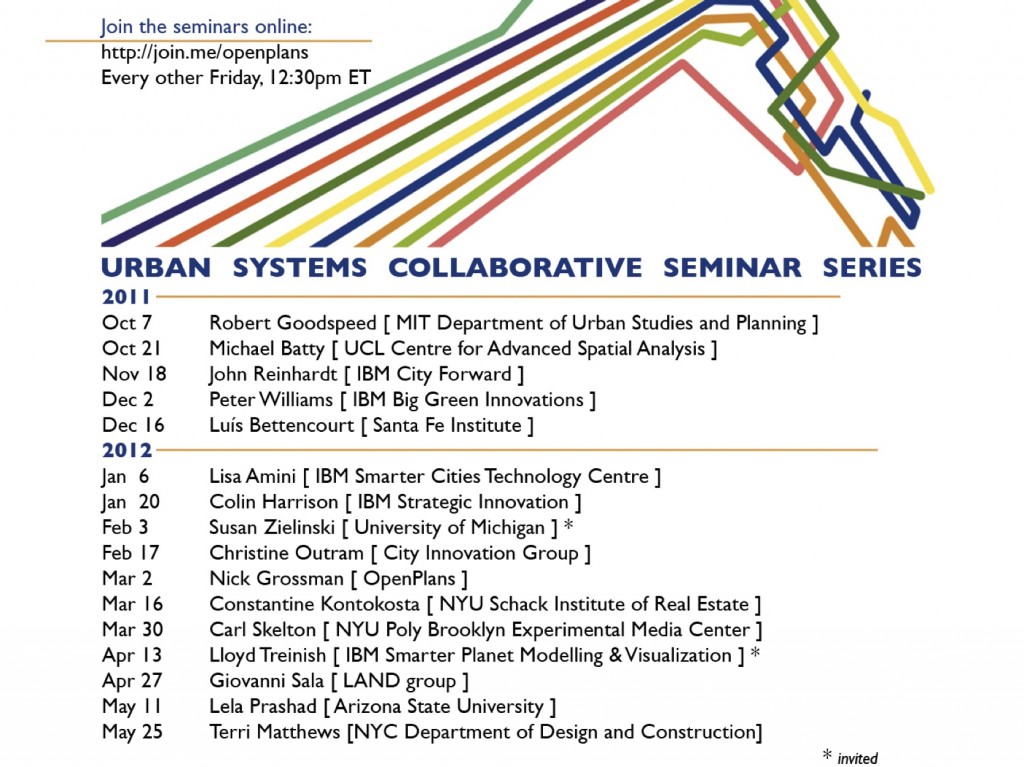 Join the seminars online:
http://join.me/openplans
Every other Friday, 12:30pm ET
URBAN SYSTEMS COLLABORATIVE SEMINAR SERIES
2011
Oct 7 Robert Goodspeed [ MIT Department of Urban Studies and Planning ]
Oct 21 Michael Batty [ UCL Centre for Advanced Spatial Analysis ]
Nov 18 John Reinhardt [ IBM City Forward ]
Dec 2 Peter Williams [ IBM Big Green Innovations ]
Dec 16 Luís Bettencourt [ Santa Fe Institute ]
2012
Jan 6 Lisa Amini [ IBM Smarter Cities Technology Centre ]
Jan 20 Colin Harrison [ IBM Strategic Innovation ]
Feb 3 Susan Zielinski [ University of Michigan ] *
Feb 17 Christine Outram [ City Innovation Group ]
Mar 2 Nick Grossman [ OpenPlans ]
Mar 16 Constantine Kontokosta [ NYU Schack Institute of Real Estate ]
Mar 30 Carl Skelton [ NYU Poly Brooklyn Experimental Media Center ]
Apr 13 Lloyd Treinish [ IBM Smarter Planet Modelling & Visualization ] *
Apr 27 Giovanni Sala [ LAND group ]
May 11 Lela Prashad [ Arizona State University ]
May 25 Terri Matthews [NYC Department of Design and Construction]
* invited